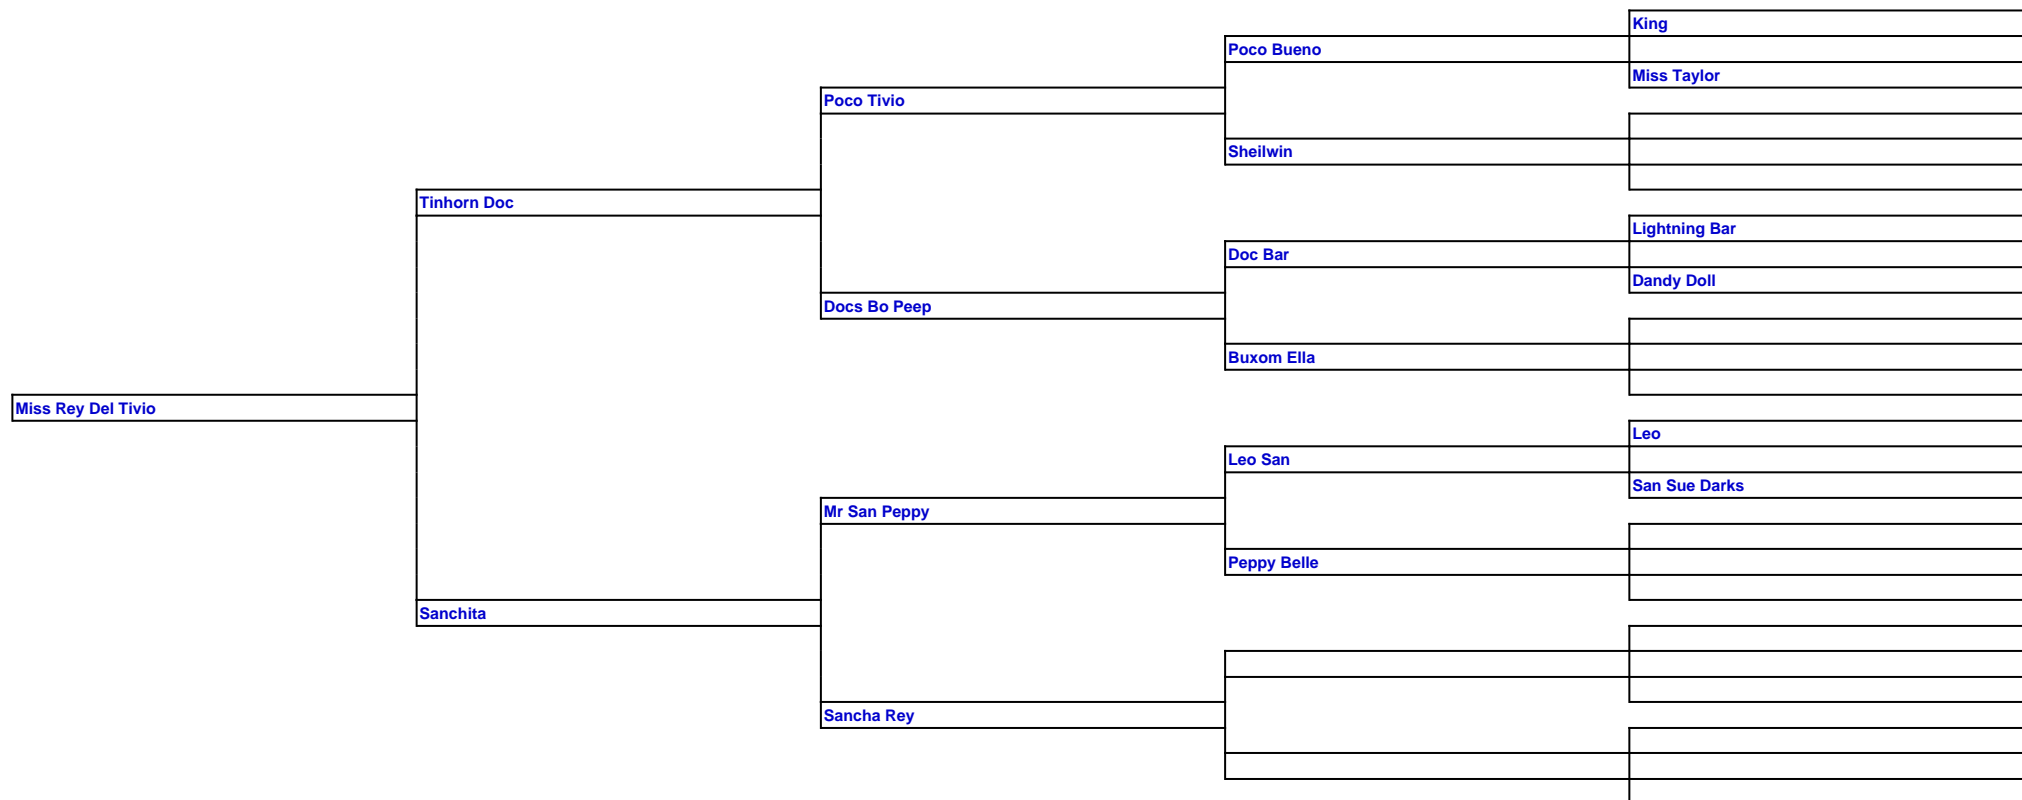 King
Poco Bueno
Miss Taylor
Poco Tivio
Sheilwin
Tinhorn Doc
Lightning Bar
Doc Bar
Dandy Doll
Docs Bo Peep
Buxom Ella
Miss Rey Del Tivio
Leo
Leo San
San Sue Darks
Mr San Peppy
Peppy Belle
Sanchita
Sancha Rey